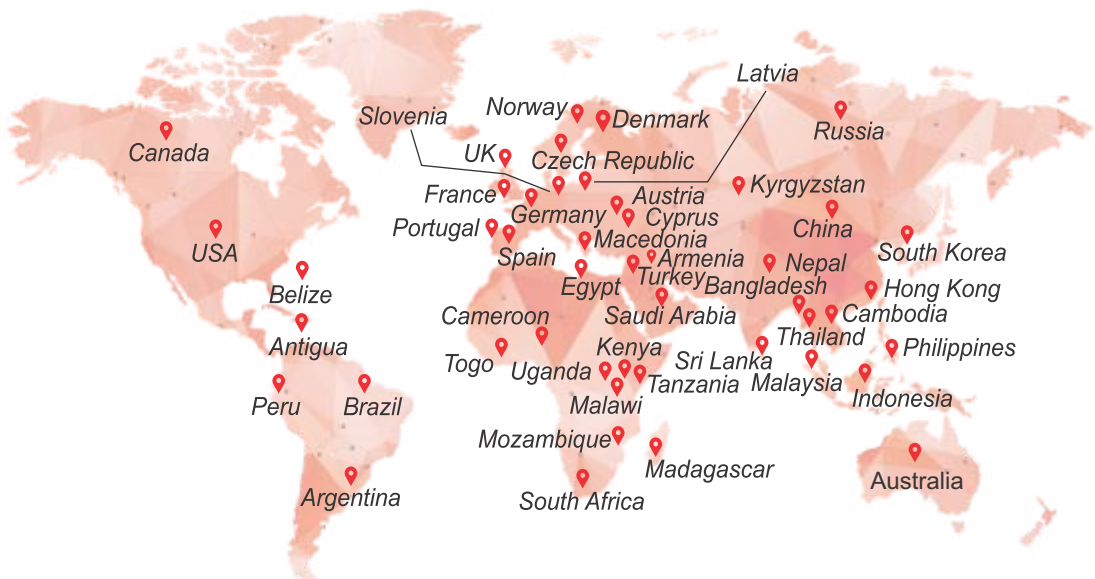 Latvia
Slovenia
Norway
Denmark
Russia
Canada
UK
Czech Republic
France
Kyrgyzstan
Austria
Germany
Cyprus
Portugal
China
USA
Macedonia
South Korea
Spain
Armenia
Nepal
Turkey
Egypt
Bangladesh
Hong Kong
Belize
Cameroon
Saudi Arabia
Cambodia
Thailand
Antigua
Kenya
Philippines
Togo
Sri Lanka
Uganda
Tanzania
Malaysia
Indonesia
Peru
Brazil
Malawi
Mozambique
Madagascar
Australia
Argentina
South Africa